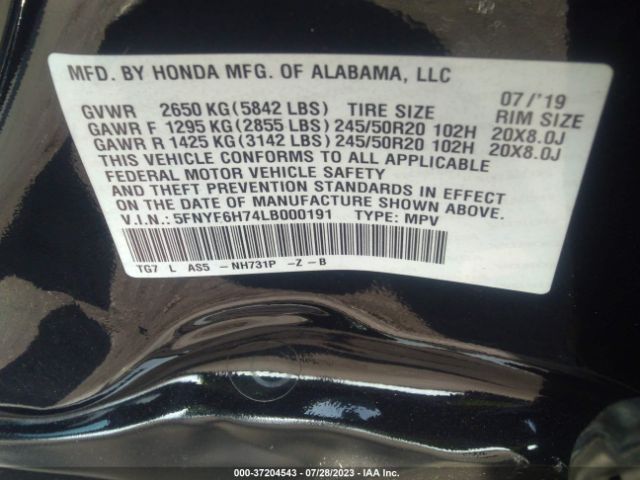 MFD. BY HONDA MFG. OF ALABAMA, LLC
07/'19
GVWR 2650 KG(5842 LBS) TIRE SIZE RIM SIZE
GAWR F 1295 KG(2855 LBS)245/50R20 102H 20X8.0J
GAWR R 1425 KG(3142 LBS)245/50R20 102H 20X8.0J
THIS VEHICLE CONFORMS TO ALL APPLICABLE
FEDERAL MOTOR VEHICLE SAFETY
AND THEFT PREVENTION STANDARDS IN EFFECT
ON THE DATE OF MANUFACTURE SHOWN ABOVE.
V.I.N.: 5FNYF6H74LB000191 TYPE: MPV
TG7 L AS5 -NH731P -Z-B
000-37204543 - 07/28/2023 - IAA Inc.